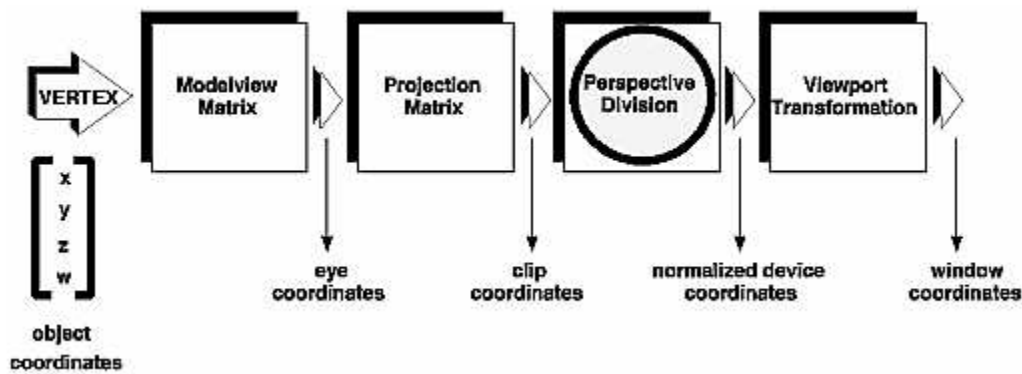 VERTEX
Modelview
Matrix
Projection
Matrix
Perspective
Division
Viewport
Transformation
x
y
z
w
object
coordinates
eye
coordinates
clip
coordinates
normalized device
coordinates
window
coordinates